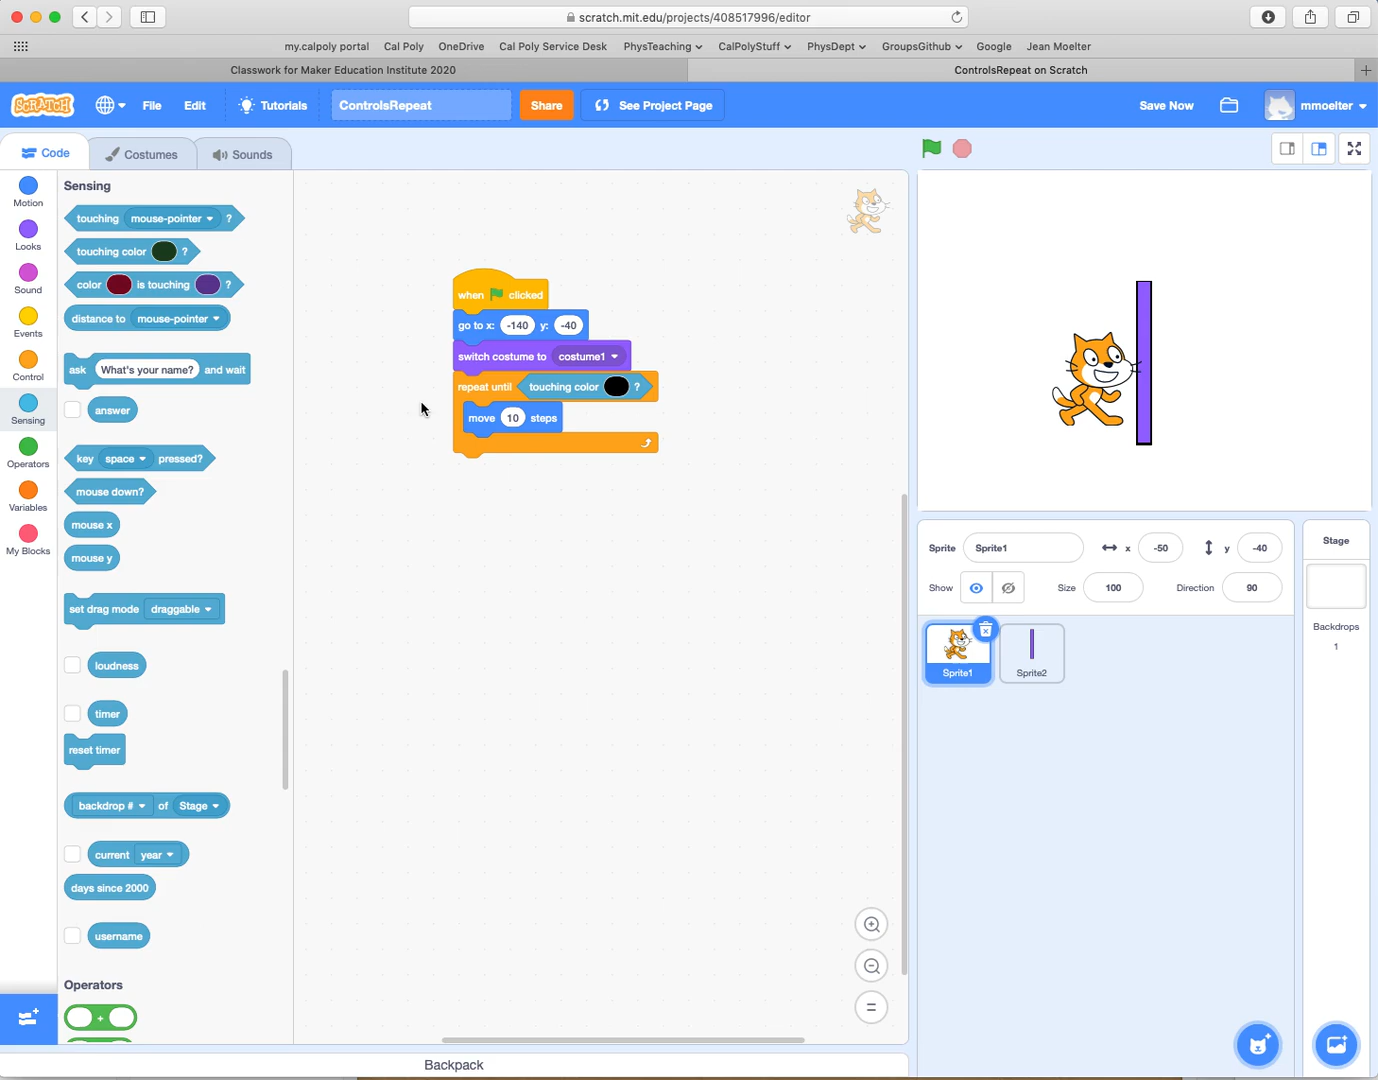 scratch.mit.edu/projects/408517996/editor
my.calpoly portal Cal Poly OneDrive Cal Poly Service Desk PhysTeaching CalPolyStuff PhysDept GroupsGithub Google Jean Moelter
Classwork for Maker Education Institute 2020 ControlsRepeat on Scratch
SCRATCH File Edit Tutorials ControlsRepeat Share See Project Page Save Now mmoelter
Code Costumes Sounds
Motion
Looks
Sound
Events
Control
Sensing
Operators
Variables
My Blocks
Sensing
touching mouse-pointer ?
touching color ?
color is touching ?
distance to mouse-pointer
ask What's your name? and wait
answer
key space pressed?
mouse down?
mouse x
mouse y
set drag mode draggable
loudness
timer
reset timer
backdrop # of Stage
current year
days since 2000
username
Operators
+
when clicked
go to x: -140 y: -40
switch costume to costume1
repeat until touching color ?
move 10 steps
Sprite Sprite1 x -50 y -40
Show Size 100 Direction 90
Sprite1
Sprite2
Stage
Backdrops
1
Backpack